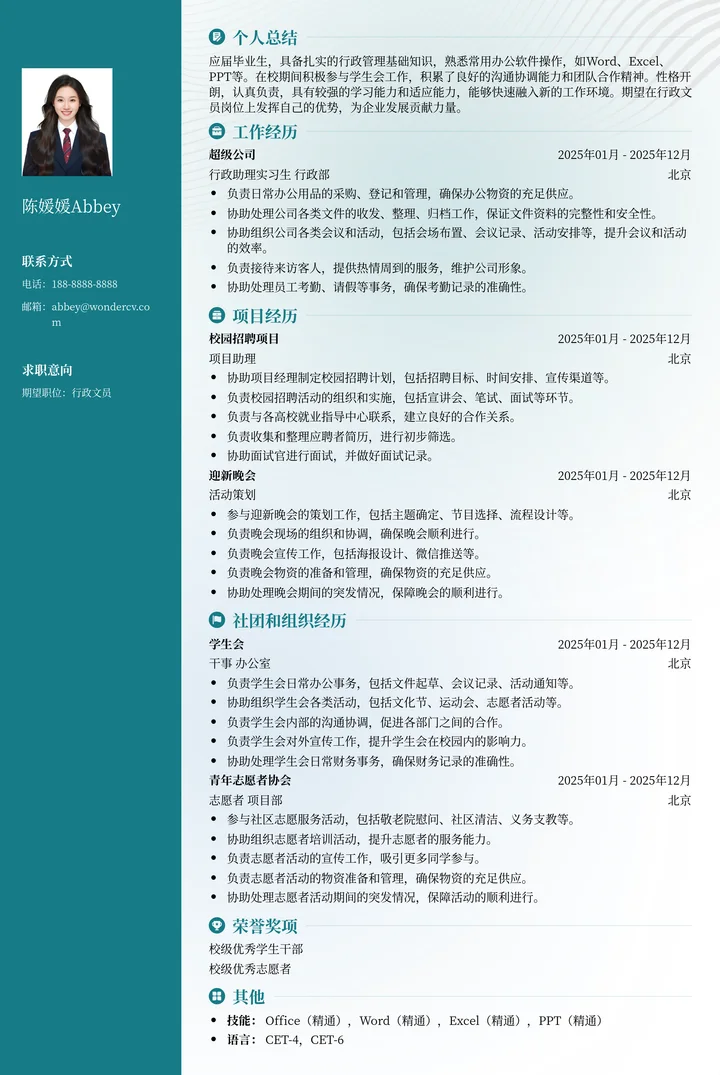 陈媛媛Abbey
联系方式
电话：188-8888-8888
邮箱：abbey@wondercv.co
m
求职意向
期望职位：行政文员
个人总结
应届毕业生，具备扎实的行政管理基础知识，熟悉常用办公软件操作，如Word、Excel、
PPT等。在校期间积极参与学生会工作，积累了良好的沟通协调能力和团队合作精神。性格开
朗，认真负责，具有较强的学习能力和适应能力，能够快速融入新的工作环境。期望在行政文
员岗位上发挥自己的优势，为企业发展贡献力量。
工作经历
超级公司 2025年01月 - 2025年12月
行政助理实习生 行政部 北京
• 负责日常办公用品的采购、登记和管理，确保办公物资的充足供应。
• 协助处理公司各类文件的收发、整理、归档工作，保证文件资料的完整性和安全性。
• 协助组织公司各类会议和活动，包括会场布置、会议记录、活动安排等，提升会议和活动
的效率。
• 负责接待来访客人，提供热情周到的服务，维护公司形象。
• 协助处理员工考勤、请假等事务，确保考勤记录的准确性。
项目经历
校园招聘项目 2025年01月 - 2025年12月
项目助理 北京
• 协助项目经理制定校园招聘计划，包括招聘目标、时间安排、宣传渠道等。
• 负责校园招聘活动的组织和实施，包括宣讲会、笔试、面试等环节。
• 负责与各高校就业指导中心联系，建立良好的合作关系。
• 负责收集和整理应聘者简历，进行初步筛选。
• 协助面试官进行面试，并做好面试记录。
迎新晚会 2025年01月 - 2025年12月
活动策划 北京
• 参与迎新晚会的策划工作，包括主题确定、节目选择、流程设计等。
• 负责晚会现场的组织和协调，确保晚会顺利进行。
• 负责晚会宣传工作，包括海报设计、微信推送等。
• 负责晚会物资的准备和管理，确保物资的充足供应。
• 协助处理晚会期间的突发情况，保障晚会的顺利进行。
社团和组织经历
学生会 2025年01月 - 2025年12月
干事 办公室 北京
• 负责学生会日常办公事务，包括文件起草、会议记录、活动通知等。
• 协助组织学生会各类活动，包括文化节、运动会、志愿者活动等。
• 负责学生会内部的沟通协调，促进各部门之间的合作。
• 负责学生会对外宣传工作，提升学生会在校园内的影响力。
• 协助处理学生会日常财务事务，确保财务记录的准确性。
青年志愿者协会 2025年01月 - 2025年12月
志愿者 项目部 北京
• 参与社区志愿服务活动，包括敬老院慰问、社区清洁、义务支教等。
• 协助组织志愿者培训活动，提升志愿者的服务能力。
• 负责志愿者活动的宣传工作，吸引更多同学参与。
• 负责志愿者活动的物资准备和管理，确保物资的充足供应。
• 协助处理志愿者活动期间的突发情况，保障活动的顺利进行。
荣誉奖项
校级优秀学生干部
校级优秀志愿者
其他
• 技能： Office（精通）, Word（精通）, Excel（精通）, PPT（精通）
• 语言： CET-4，CET-6